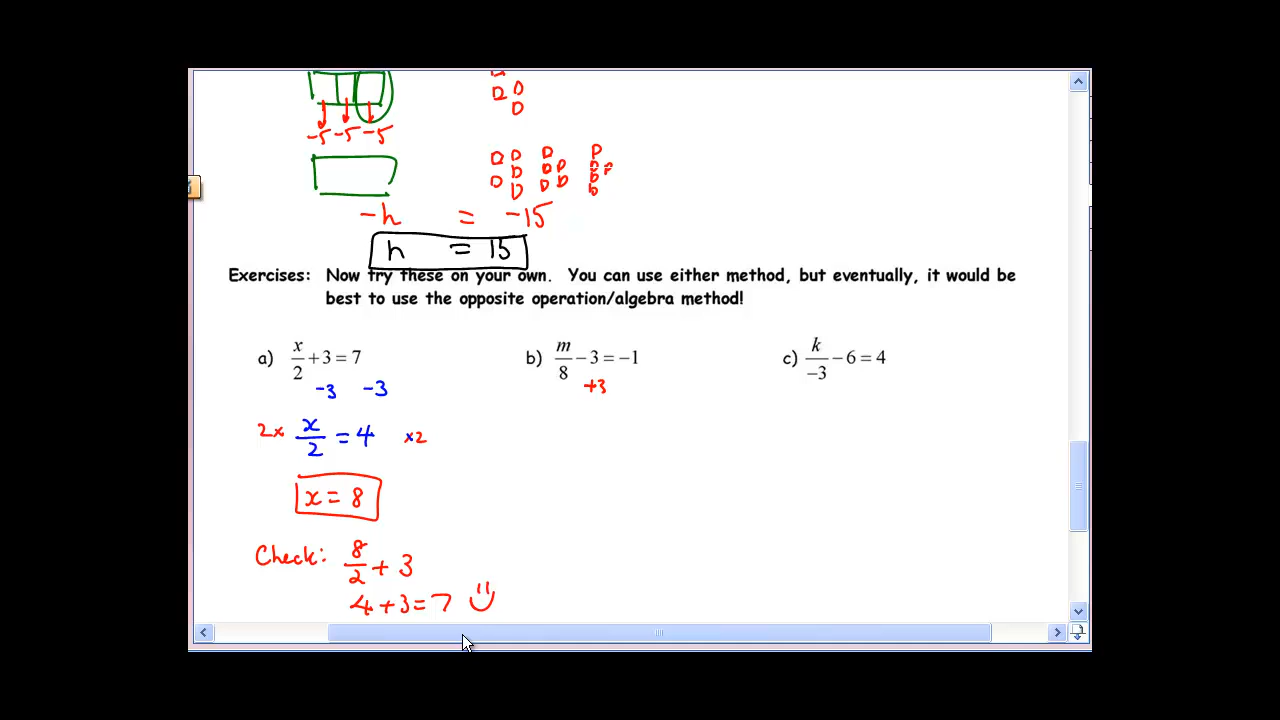 -5 -5 -5
-h = -15
h = 15
Exercises: Now try these on your own. You can use either method, but eventually, it would be
best to use the opposite operation/algebra method!
a) x/2 + 3 = 7 b) m/8 - 3 = -1 c) k/-3 - 6 = 4
-3 -3 +3
2x x/2 = 4 x2
x = 8
Check: 8/2 + 3
4 + 3 = 7